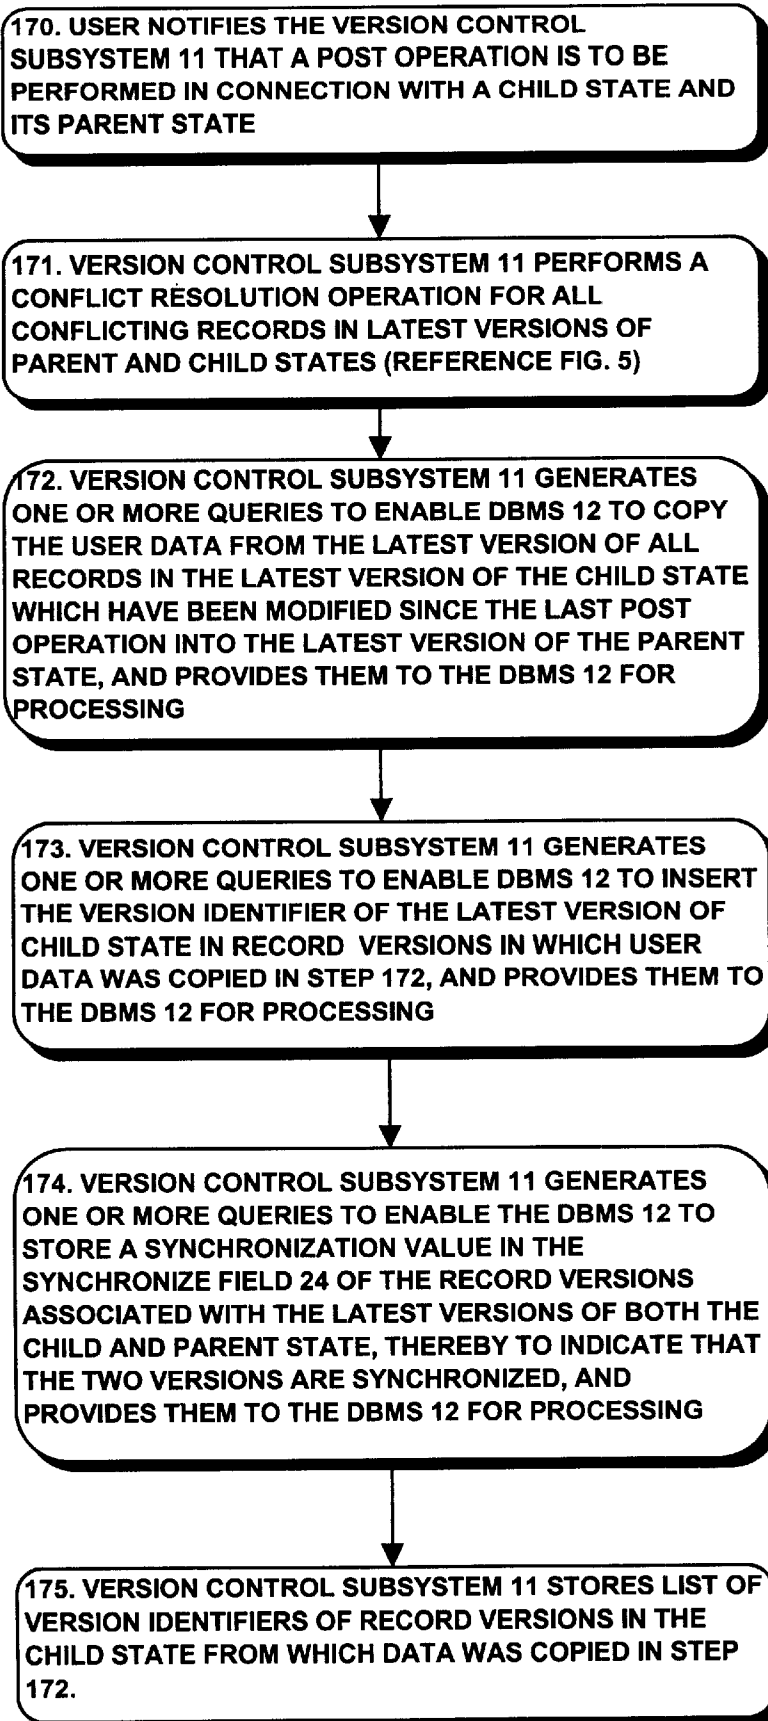 170. USER NOTIFIES THE VERSION CONTROL
SUBSYSTEM 11 THAT A POST OPERATION IS TO BE
PERFORMED IN CONNECTION WITH A CHILD STATE AND
ITS PARENT STATE
171. VERSION CONTROL SUBSYSTEM 11 PERFORMS A
CONFLICT RESOLUTION OPERATION FOR ALL
CONFLICTING RECORDS IN LATEST VERSIONS OF
PARENT AND CHILD STATES (REFERENCE FIG. 5)
172. VERSION CONTROL SUBSYSTEM 11 GENERATES
ONE OR MORE QUERIES TO ENABLE DBMS 12 TO COPY
THE USER DATA FROM THE LATEST VERSION OF ALL
RECORDS IN THE LATEST VERSION OF THE CHILD STATE
WHICH HAVE BEEN MODIFIED SINCE THE LAST POST
OPERATION INTO THE LATEST VERSION OF THE PARENT
STATE, AND PROVIDES THEM TO THE DBMS 12 FOR
PROCESSING
173. VERSION CONTROL SUBSYSTEM 11 GENERATES
ONE OR MORE QUERIES TO ENABLE DBMS 12 TO INSERT
THE VERSION IDENTIFIER OF THE LATEST VERSION OF
CHILD STATE IN RECORD VERSIONS IN WHICH USER
DATA WAS COPIED IN STEP 172, AND PROVIDES THEM TO
THE DBMS 12 FOR PROCESSING
174. VERSION CONTROL SUBSYSTEM 11 GENERATES
ONE OR MORE QUERIES TO ENABLE THE DBMS 12 TO
STORE A SYNCHRONIZATION VALUE IN THE
SYNCHRONIZE FIELD 24 OF THE RECORD VERSIONS
ASSOCIATED WITH THE LATEST VERSIONS OF BOTH THE
CHILD AND PARENT STATE, THEREBY TO INDICATE THAT
THE TWO VERSIONS ARE SYNCHRONIZED, AND
PROVIDES THEM TO THE DBMS 12 FOR PROCESSING
175. VERSION CONTROL SUBSYSTEM 11 STORES LIST OF
VERSION IDENTIFIERS OF RECORD VERSIONS IN THE
CHILD STATE FROM WHICH DATA WAS COPIED IN STEP
172.